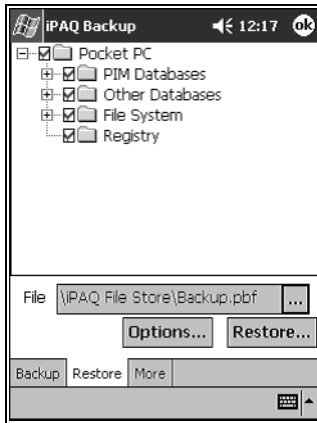 iPAQ Backup 12:17 ok
Pocket PC
PIM Databases
Other Databases
File System
Registry
File \iPAQ File Store\Backup.pbf ...
Options... Restore...
Backup Restore More